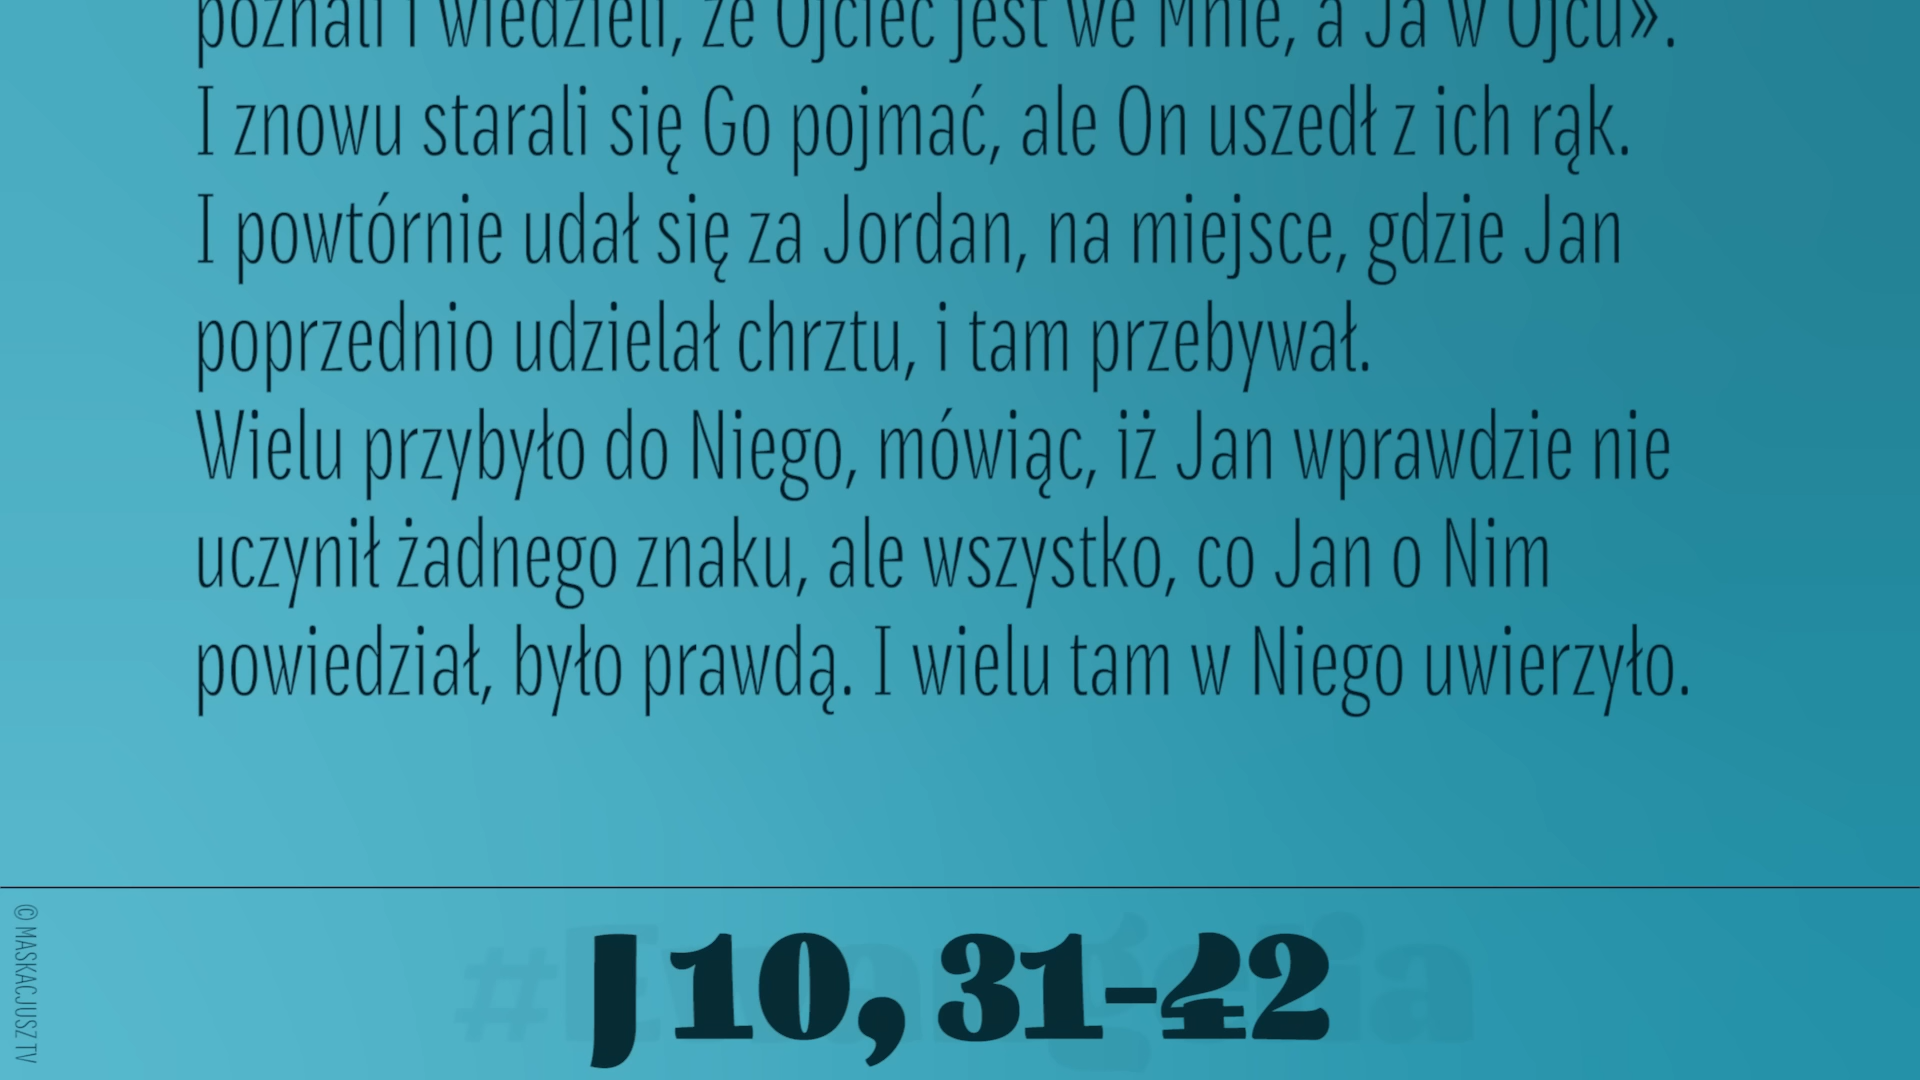 poznali i wiedzieli, że Ojciec jest we Mnie, a Ja w Ojcu».
I znowu starali się Go pojmać, ale On uszedł z ich rąk.
I powtórnie udał się za Jordan, na miejsce, gdzie Jan
poprzednio udzielał chrztu, i tam przebywał.
Wielu przybyło do Niego, mówiąc, iż Jan wprawdzie nie
uczynił żadnego znaku, ale wszystko, co Jan o Nim
powiedział, było prawdą. I wielu tam w Niego uwierzyło.
#Ewangelia
J 10, 31-42
© MASKACJUSZ TV